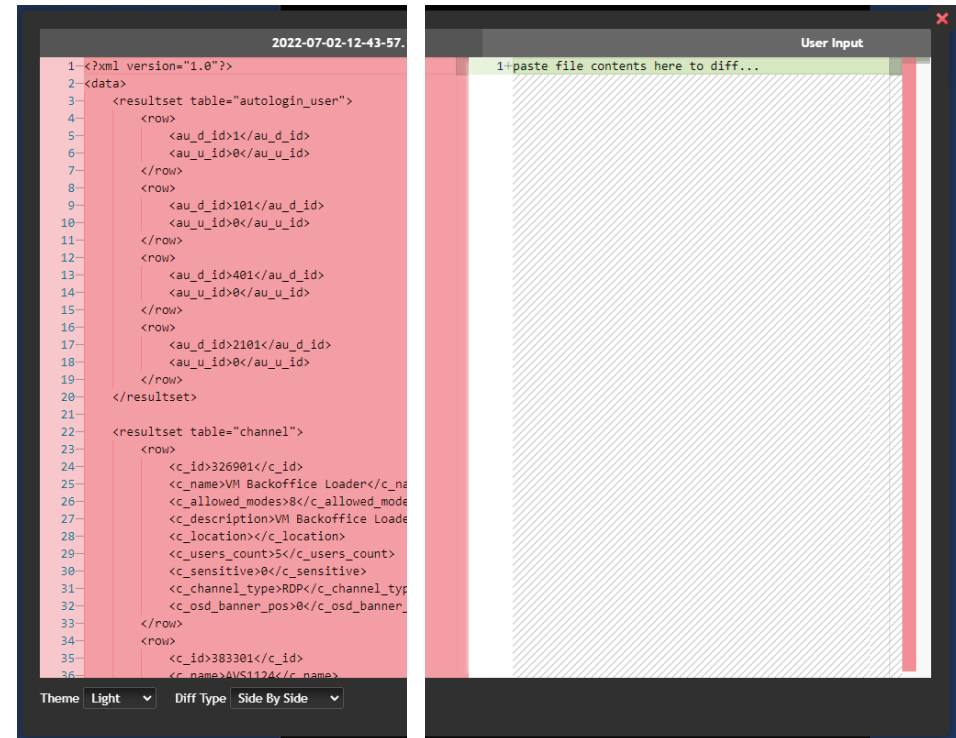 2022-07-02-12-43-57.
User Input
1 <?xml version="1.0"?>
2 <data>
3 <resultset table="autologin_user">
4 <row>
5 <au_d_id>1</au_d_id>
6 <au_u_id>0</au_u_id>
7 </row>
8 <row>
9 <au_d_id>101</au_d_id>
10 <au_u_id>0</au_u_id>
11 </row>
12 <row>
13 <au_d_id>401</au_d_id>
14 <au_u_id>0</au_u_id>
15 </row>
16 <row>
17 <au_d_id>2101</au_d_id>
18 <au_u_id>0</au_u_id>
19 </row>
20 </resultset>
21
22 <resultset table="channel">
23 <row>
24 <c_id>326901</c_id>
25 <c_name>VM Backoffice Loader</c_na
26 <c_allowed_modes>8</c_allowed_mode
27 <c_description>VM Backoffice Loade
28 <c_location></c_location>
29 <c_users_count>5</c_users_count>
30 <c_sensitive>0</c_sensitive>
31 <c_channel_type>RDP</c_channel_typ
32 <c_osd_banner_pos>0</c_osd_banner_
33 </row>
34 <row>
35 <c_id>383301</c_id>
36 <c_name>AVS1124</c_name>
1+paste file contents here to diff...
Theme Light Diff Type Side By Side